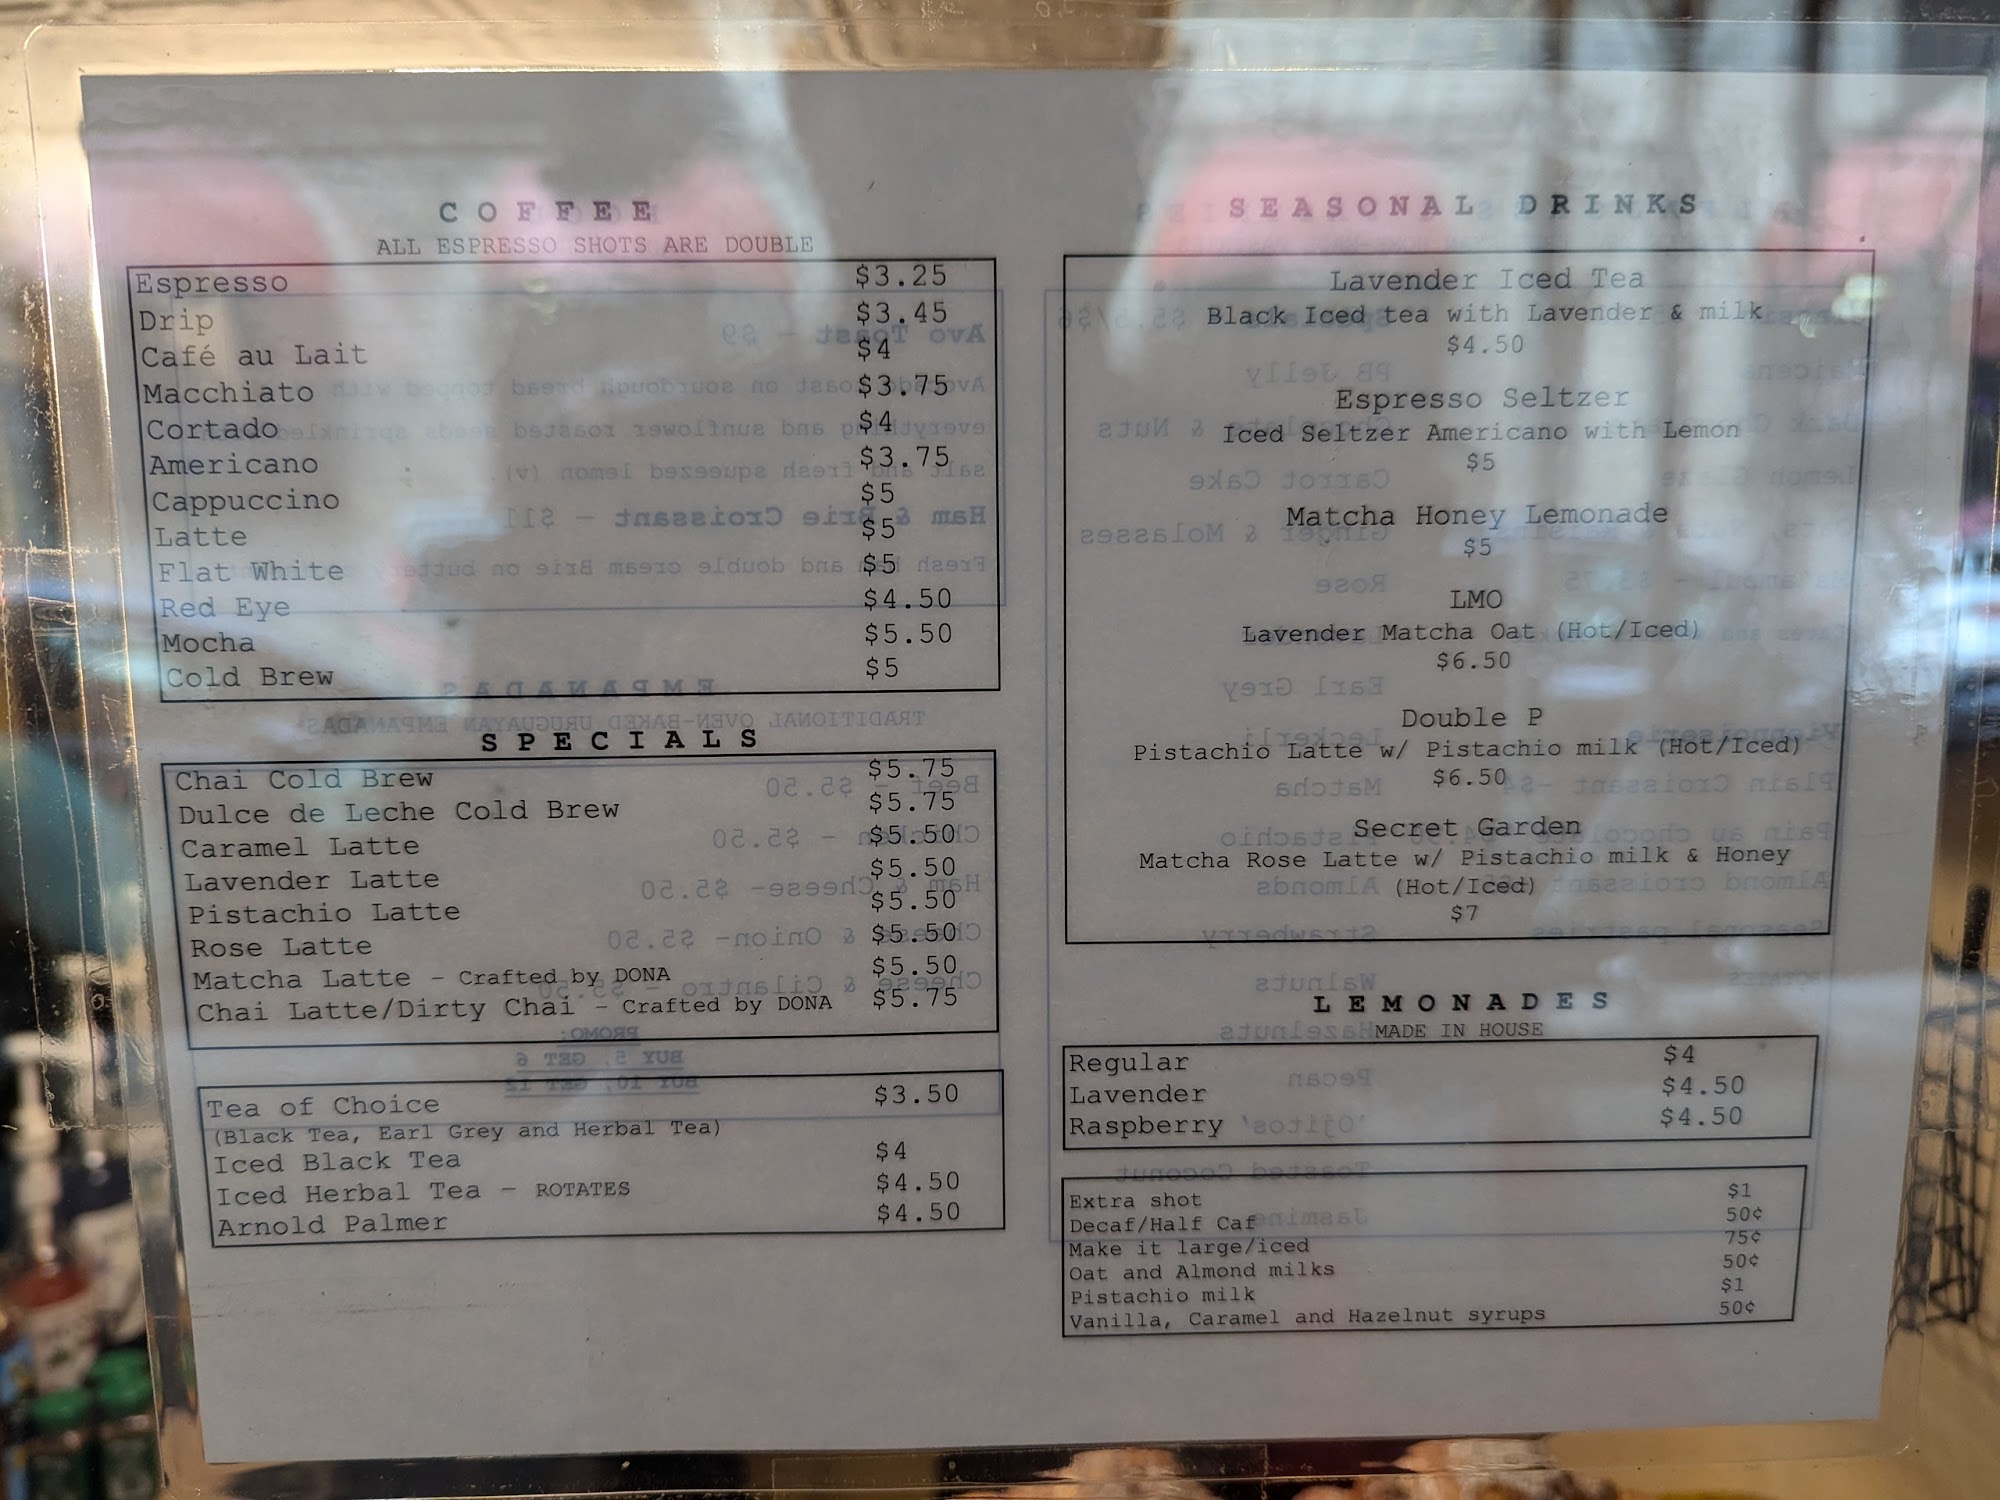 COFFEE
ALL ESPRESSO SHOTS ARE DOUBLE
Espresso $3.25
Drip $3.45
Café au Lait $4
Macchiato $3.75
Cortado $4
Americano $3.75
Cappuccino $5
Latte $5
Flat White $5
Red Eye $4.50
Mocha $5.50
Cold Brew $5
SPECIALS
Chai Cold Brew $5.75
Dulce de Leche Cold Brew $5.75
Caramel Latte $5.50
Lavender Latte $5.50
Pistachio Latte $5.50
Rose Latte $5.50
Matcha Latte - Crafted by DONA $5.50
Chai Latte/Dirty Chai - Crafted by DONA $5.75
Tea of Choice $3.50
(Black Tea, Earl Grey and Herbal Tea)
Iced Black Tea $4
Iced Herbal Tea - ROTATES $4.50
Arnold Palmer $4.50
SEASONAL DRINKS
Lavender Iced Tea
Black Iced tea with Lavender & milk
$4.50
Espresso Seltzer
Iced Seltzer Americano with Lemon
$5
Matcha Honey Lemonade
$5
LMO
Lavender Matcha Oat (Hot/Iced)
$6.50
Double P
Pistachio Latte w/ Pistachio milk (Hot/Iced)
$6.50
Secret Garden
Matcha Rose Latte w/ Pistachio milk & Honey
(Hot/Iced)
$7
LEMONADES
MADE IN HOUSE
Regular $4
Lavender $4.50
Raspberry $4.50
Extra shot $1
Decaf/Half Caf 50¢
Make it large/iced 75¢
Oat and Almond milks 50¢
Pistachio milk $1
Vanilla, Caramel and Hazelnut syrups 50¢